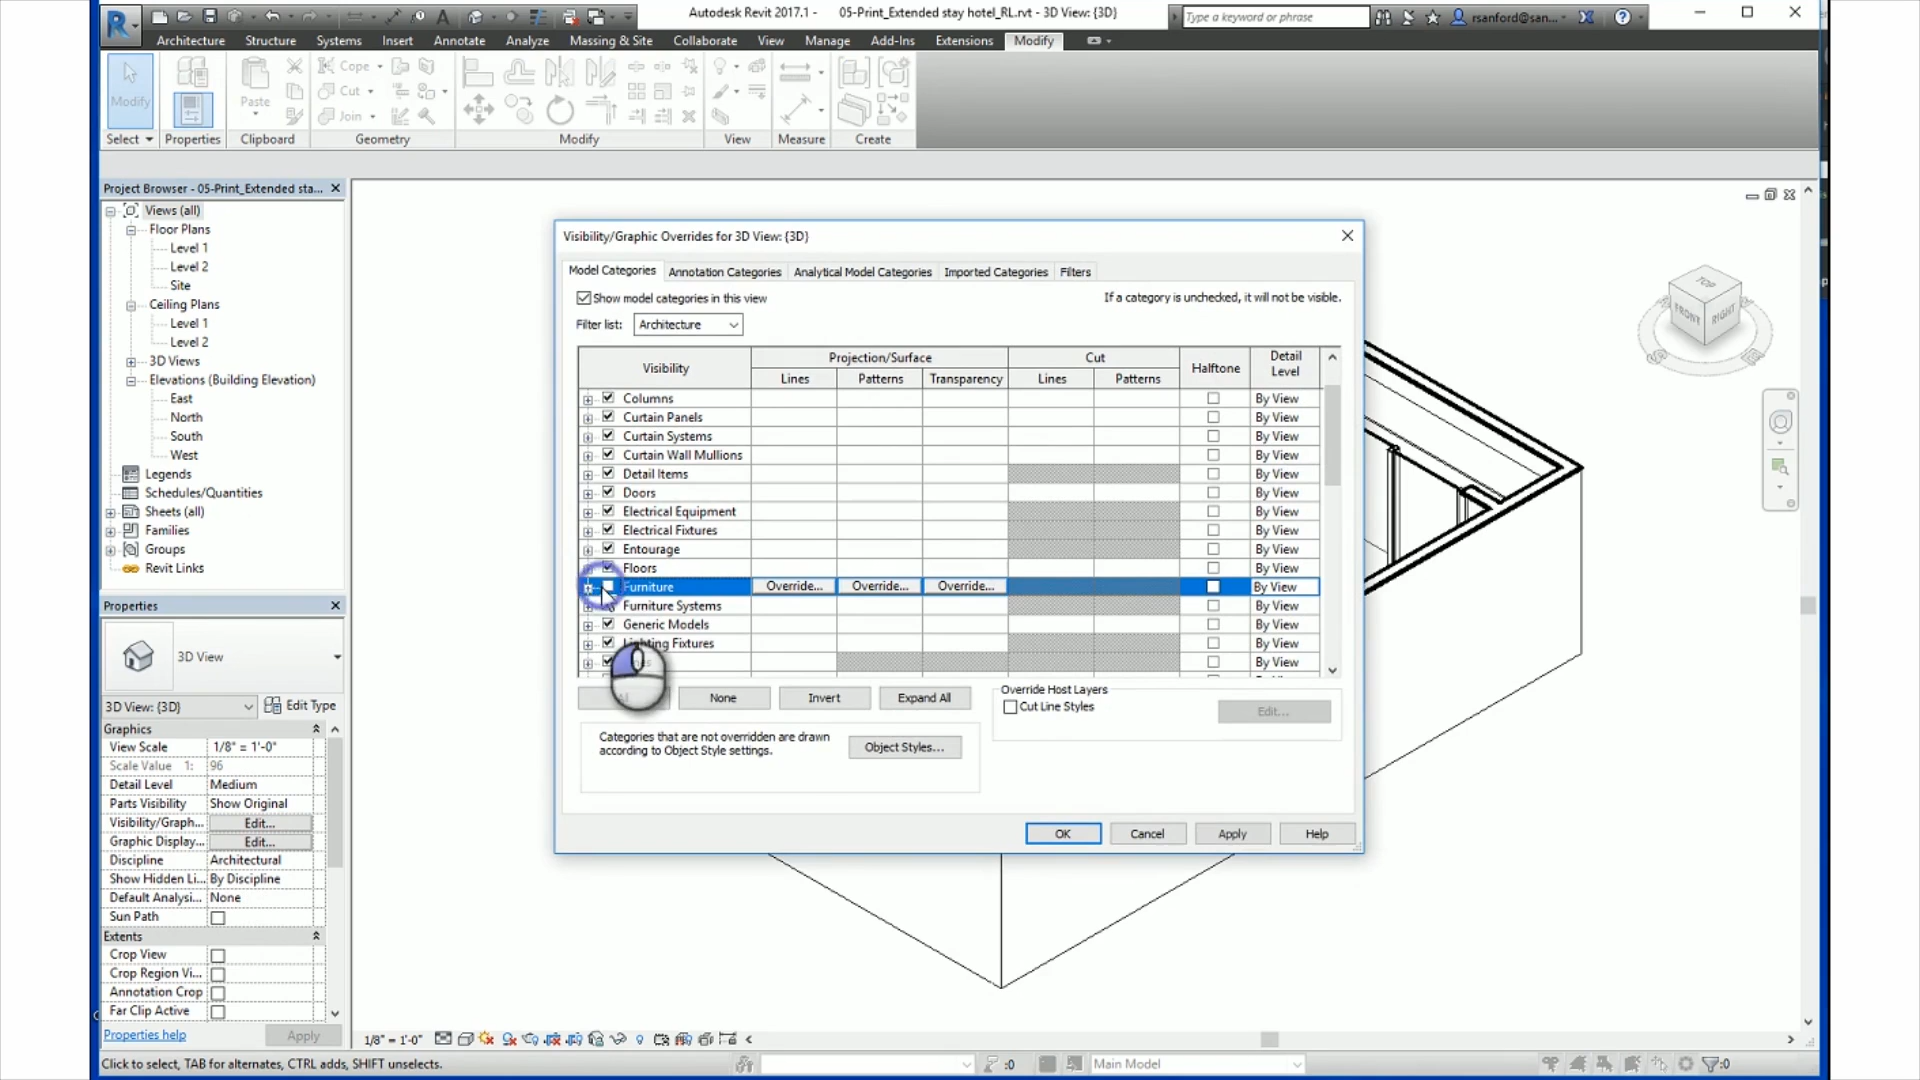 Autodesk Revit 2017.1 - 05-Print_Extended stay hotel_RL.rvt - 3D View: {3D}
Type a keyword or phrase
rsanford@san...
Architecture Structure Systems Insert Annotate Analyze Massing & Site Collaborate View Manage Add-Ins Extensions Modify
Modify
Paste
Cope
Cut
Join
Select Properties Clipboard Geometry Modify View Measure Create
Project Browser - 05-Print_Extended sta...
Views (all)
Floor Plans
Level 1
Level 2
Site
Ceiling Plans
Level 1
Level 2
3D Views
Elevations (Building Elevation)
East
North
South
West
Legends
Schedules/Quantities
Sheets (all)
Families
Groups
Revit Links
Properties
3D View
3D View: {3D}
Edit Type
Graphics
View Scale 1/8" = 1'-0"
Scale Value 1: 96
Detail Level Medium
Parts Visibility Show Original
Visibility/Graph... Edit...
Graphic Display... Edit...
Discipline Architectural
Show Hidden Li... By Discipline
Default Analysi... None
Sun Path
Extents
Crop View
Crop Region Vi...
Annotation Crop
Far Clip Active
Properties help
Apply
Visibility/Graphic Overrides for 3D View: {3D}
Model Categories Annotation Categories Analytical Model Categories Imported Categories Filters
Show model categories in this view
If a category is unchecked, it will not be visible.
Filter list: Architecture
Visibility Projection/Surface Cut Halftone Detail Level
Lines Patterns Transparency Lines Patterns
Columns By View
Curtain Panels By View
Curtain Systems By View
Curtain Wall Mullions By View
Detail Items By View
Doors By View
Electrical Equipment By View
Electrical Fixtures By View
Entourage By View
Floors By View
Furniture Override... Override... Override... By View
Furniture Systems By View
Generic Models By View
Lighting Fixtures By View
By View
None Invert Expand All
Override Host Layers
Cut Line Styles
Edit...
Categories that are not overridden are drawn
according to Object Style settings.
Object Styles...
OK Cancel Apply Help
TOP
FRONT
RIGHT
1/8" = 1'-0"
Click to select, TAB for alternates, CTRL adds, SHIFT unselects.
:0
Main Model
:0